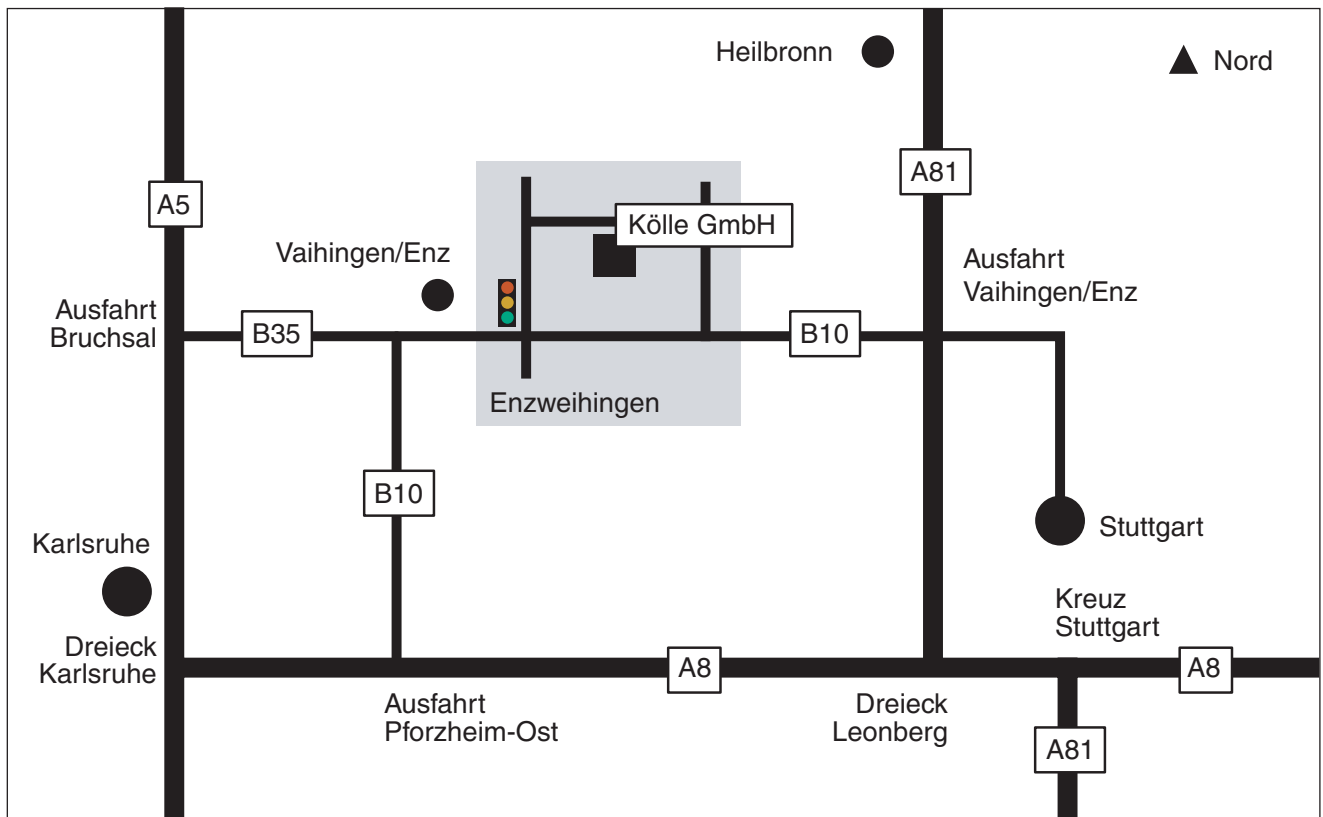 Heilbronn
Nord
A81
A5
Kölle GmbH
Vaihingen/Enz
Ausfahrt
Vaihingen/Enz
Ausfahrt
Bruchsal
B35
B10
Enzweihingen
B10
Stuttgart
Karlsruhe
Kreuz
Stuttgart
Dreieck
Karlsruhe
A8
A8
Ausfahrt
Pforzheim-Ost
Dreieck
Leonberg
A81